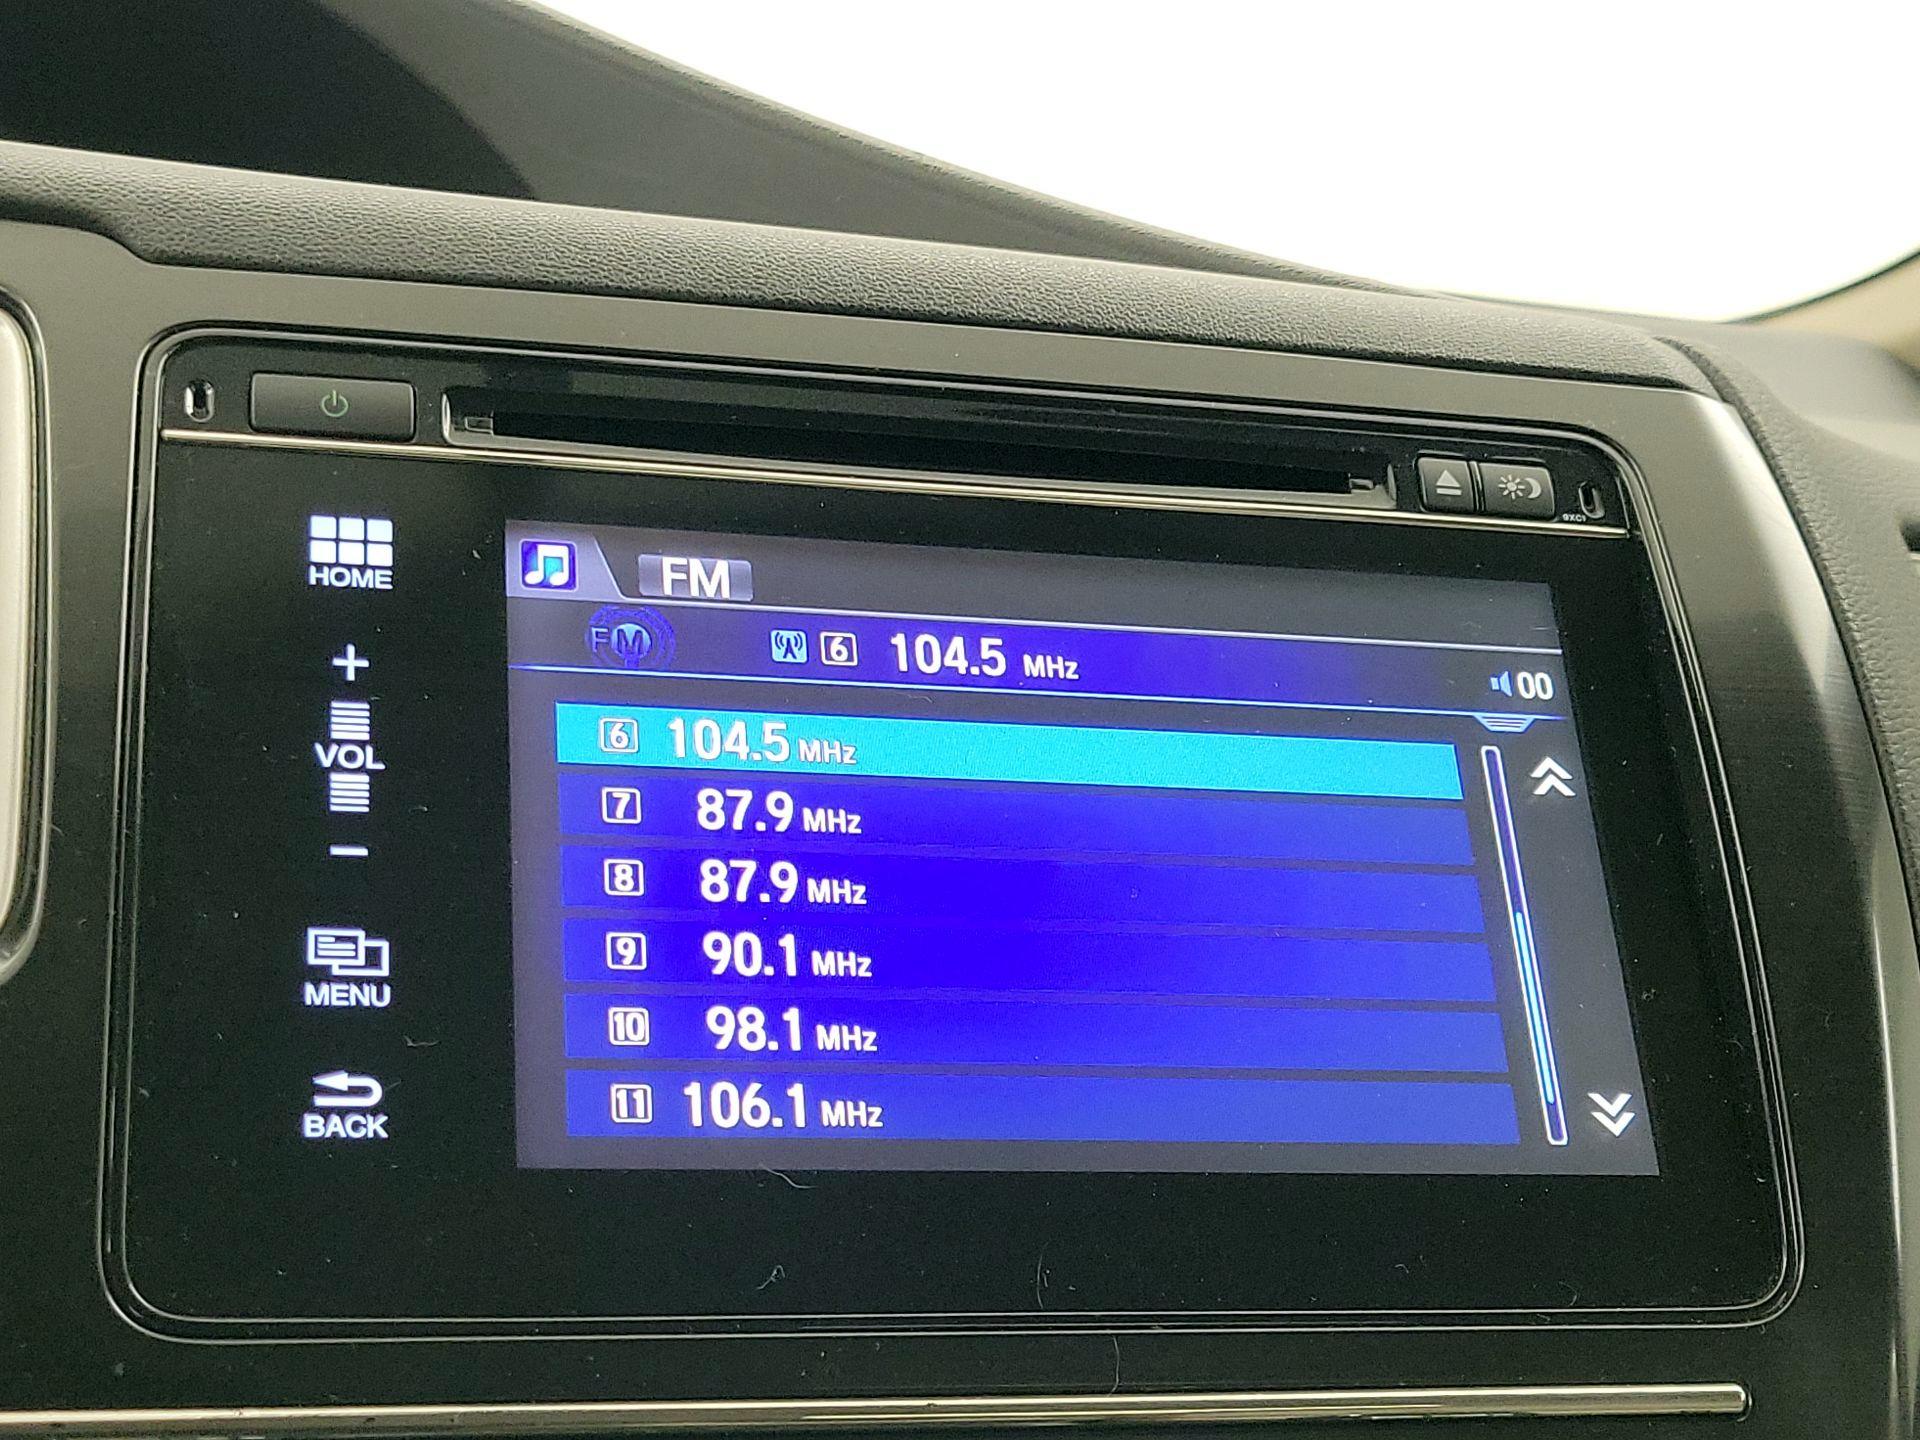 9XC1
HOME
+
VOL
−
MENU
BACK
FM
FM 6 104.5 MHz
00
6 104.5 MHz
7 87.9 MHz
8 87.9 MHz
9 90.1 MHz
10 98.1 MHz
11 106.1 MHz